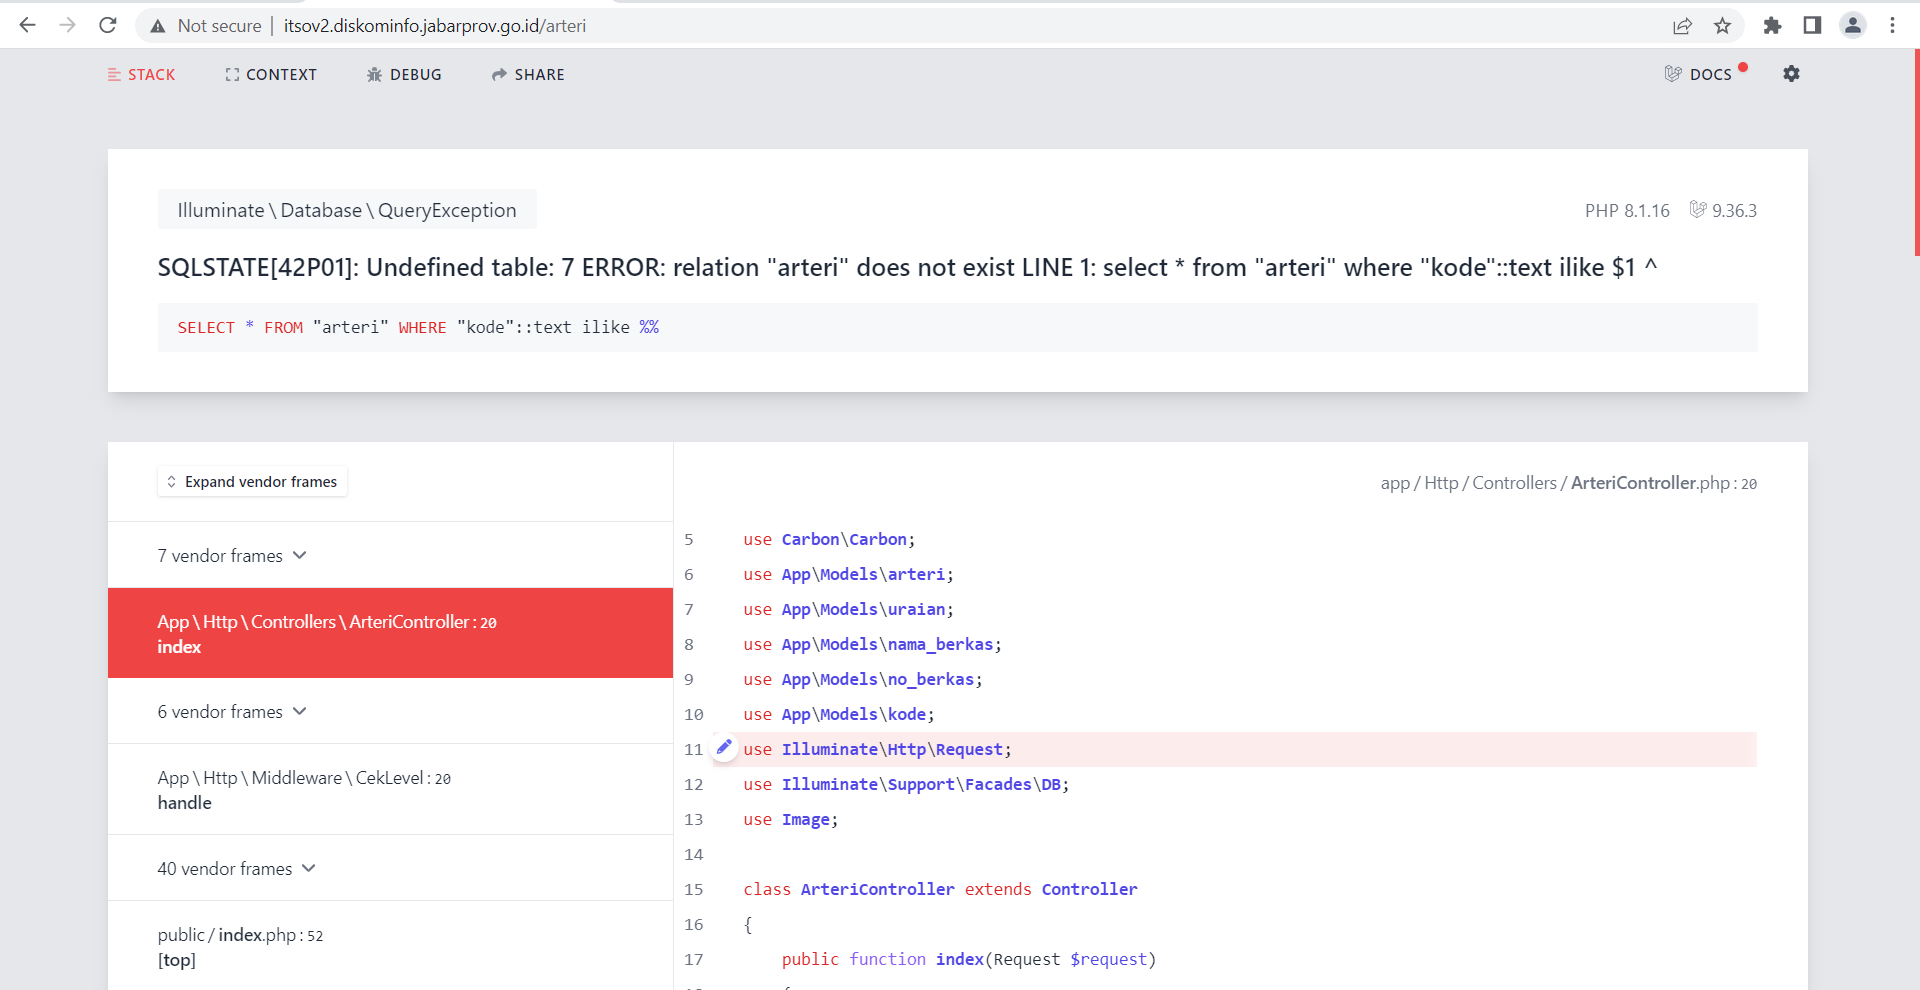 Not secure | itsov2.diskominfo.jabarprov.go.id/arteri
STACK CONTEXT DEBUG SHARE DOCS
Illuminate \ Database \ QueryException
PHP 8.1.16 9.36.3
SQLSTATE[42P01]: Undefined table: 7 ERROR: relation "arteri" does not exist LINE 1: select * from "arteri" where "kode"::text ilike $1 ^
SELECT * FROM "arteri" WHERE "kode"::text ilike %%
Expand vendor frames
7 vendor frames
App \ Http \ Controllers \ ArteriController : 20
index
6 vendor frames
App \ Http \ Middleware \ CekLevel : 20
handle
40 vendor frames
public / index.php : 52
[top]
app / Http / Controllers / ArteriController.php : 20
5 use Carbon\Carbon;
6 use App\Models\arteri;
7 use App\Models\uraian;
8 use App\Models\nama_berkas;
9 use App\Models\no_berkas;
10 use App\Models\kode;
11 use Illuminate\Http\Request;
12 use Illuminate\Support\Facades\DB;
13 use Image;
14
15 class ArteriController extends Controller
16 {
17 public function index(Request $request)